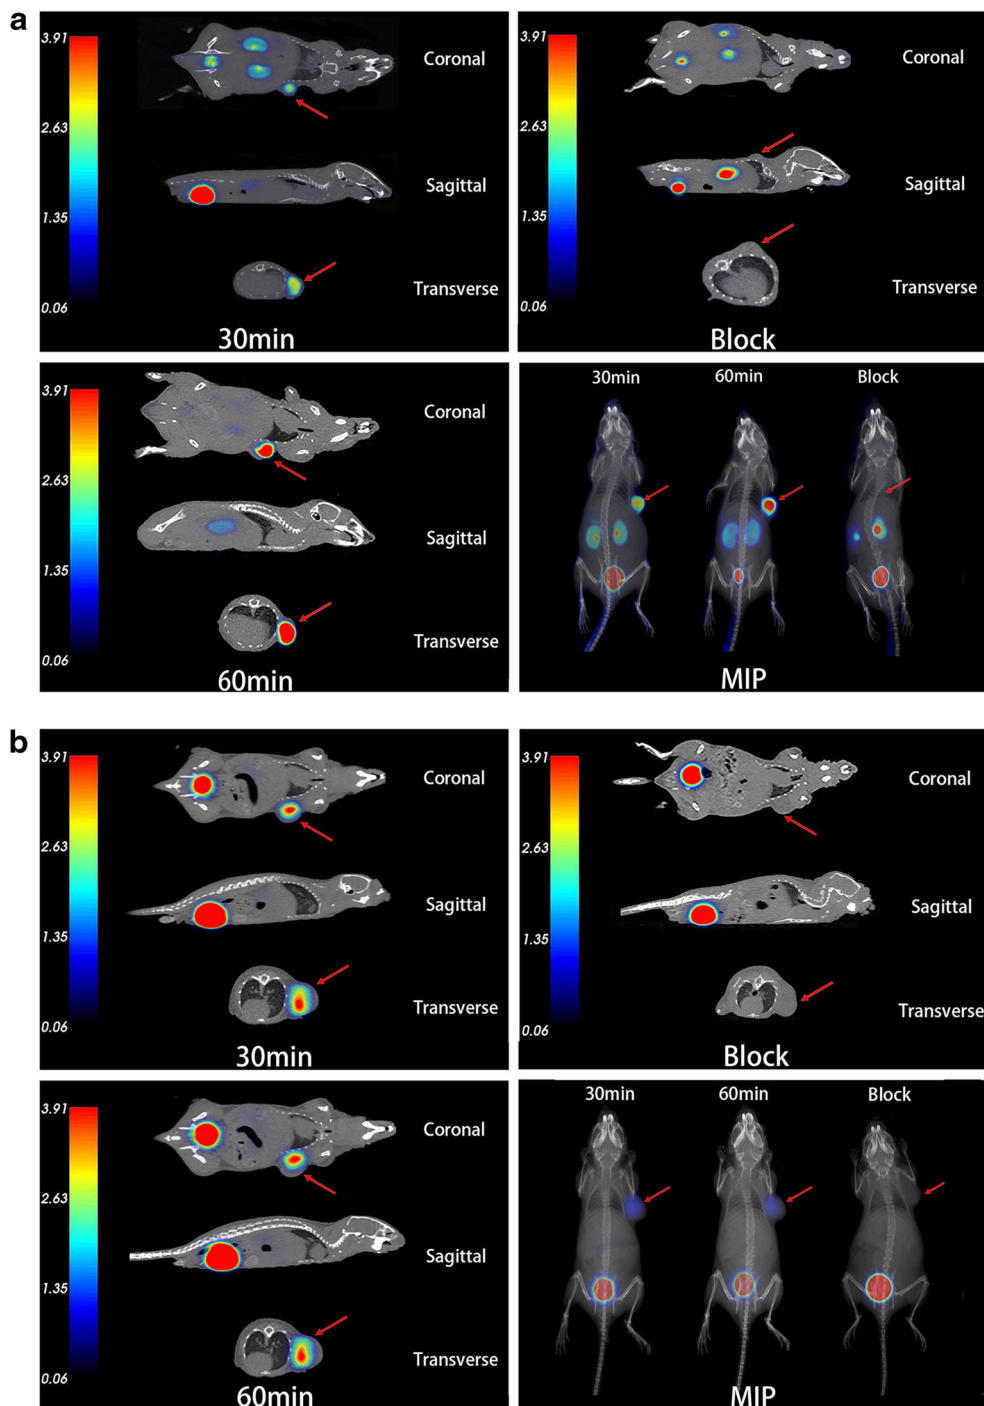 a
3.91
2.63
1.35
0.06
Coronal
Sagittal
Transverse
30min
3.91
2.63
1.35
0.06
Coronal
Sagittal
Transverse
Block
3.91
2.63
1.35
0.06
Coronal
Sagittal
Transverse
60min
30min 60min Block
MIP
b
3.91
2.63
1.35
0.06
Coronal
Sagittal
Transverse
30min
3.91
2.63
1.35
0.06
Coronal
Sagittal
Transverse
Block
3.91
2.63
1.35
0.06
Coronal
Sagittal
Transverse
60min
30min 60min Block
MIP